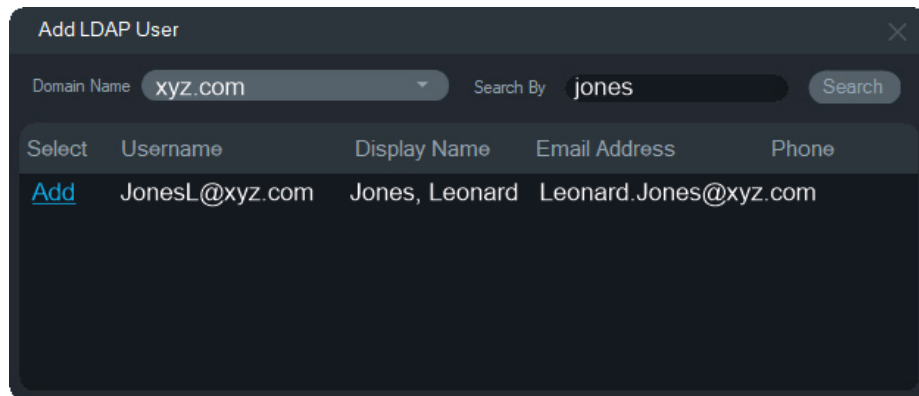 Add LDAP User
Domain Name xyz.com Search By jones Search
Select Username Display Name Email Address Phone
Add JonesL@xyz.com Jones, Leonard Leonard.Jones@xyz.com